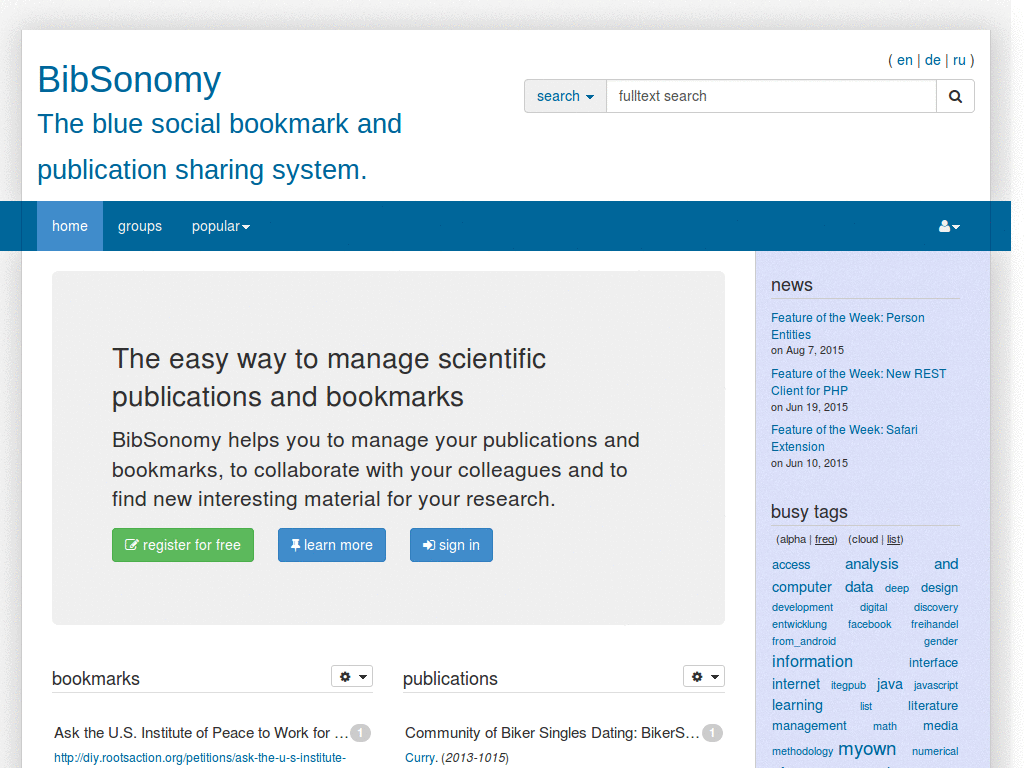 ( en | de | ru )
BibSonomy
The blue social bookmark and
publication sharing system.
search
fulltext search
home groups popular
The easy way to manage scientific
publications and bookmarks
BibSonomy helps you to manage your publications and
bookmarks, to collaborate with your colleagues and to
find new interesting material for your research.
register for free learn more sign in
bookmarks
Ask the U.S. Institute of Peace to Work for ... 1
http://diy.rootsaction.org/petitions/ask-the-u-s-institute-
publications
Community of Biker Singles Dating: BikerS... 1
Curry. (2013-1015)
news
Feature of the Week: Person
Entities
on Aug 7, 2015
Feature of the Week: New REST
Client for PHP
on Jun 19, 2015
Feature of the Week: Safari
Extension
on Jun 10, 2015
busy tags
(alpha | freq) (cloud | list)
access analysis and
computer data deep design
development digital discovery
entwicklung facebook freihandel
from_android gender
information interface
internet itegpub java javascript
learning list literature
management math media
methodology myown numerical